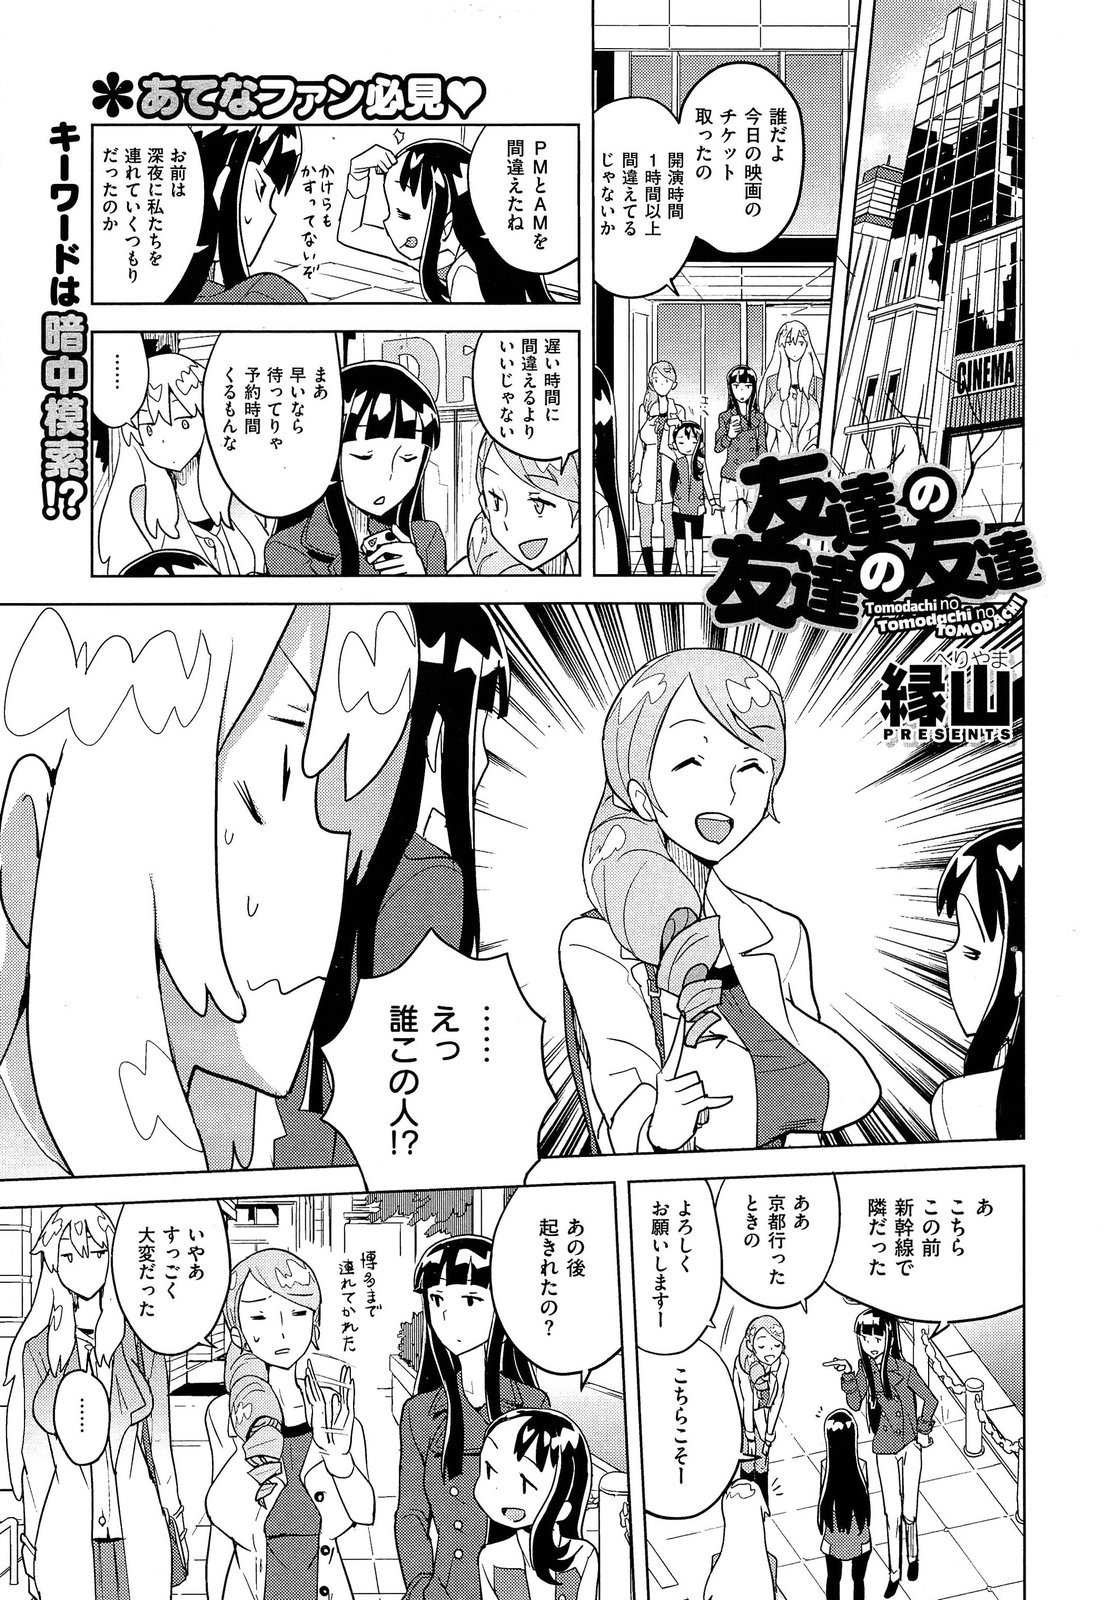 誰だよ
今日の映画の
チケット
取ったの
開演時間
1時間以上
間違えてる
じゃないか
CINEMA
友達の
友達の友達
Tomodachi no
Tomodachi no
TOMODACHI
べりやま
縁山
PRESENTS
あてなファン必見♥
キーワードは暗中模索!?
PMとAMを
間違えたね
かけらも
かすってないぞ
お前は
深夜に私たちを
連れていくつもり
だったのか
遅い時間に
間違えるより
いいじゃない
まあ
早いなら
待ってりゃ
予約時間
くるもんな
……
……
えっ
誰この人!?
あ
こちら
この前
新幹線で
隣だった
ああ
京都行った
ときの
よろしく
お願いしますー
こちらこそー
あの後
起きれたの?
博多まで
連れてかれた
いやあ
すっごく
大変だった
……